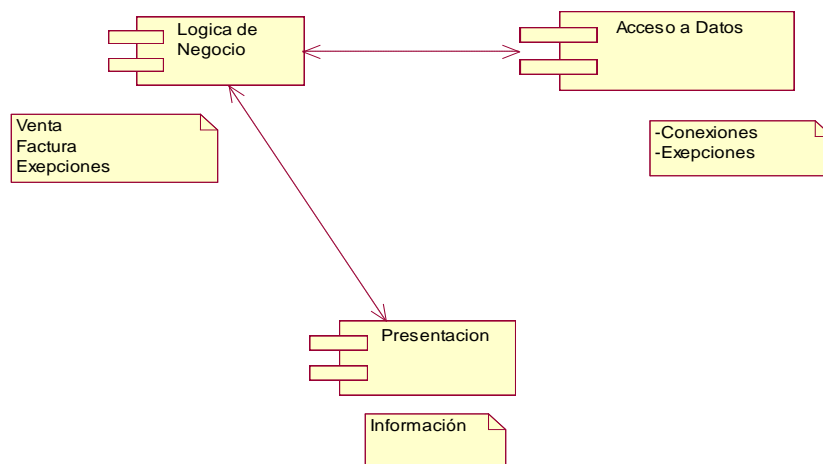 Logica de
Negocio
Acceso a Datos
Venta
Factura
Exepciones
-Conexiones
-Exepciones
Presentacion
Información